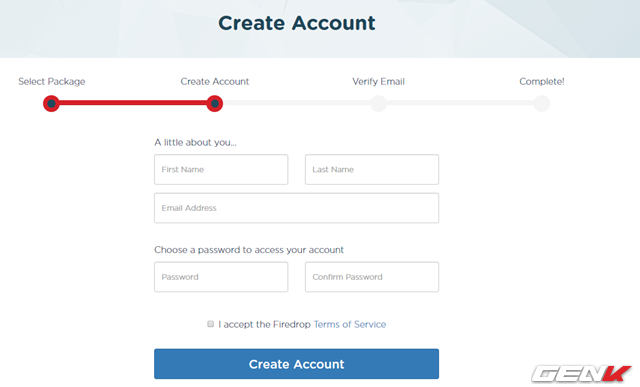 Create Account
Select Package Create Account Verify Email Complete!
A little about you...
First Name Last Name
Email Address
Choose a password to access your account
Password Confirm Password
I accept the Firedrop Terms of Service
Create Account
GENK